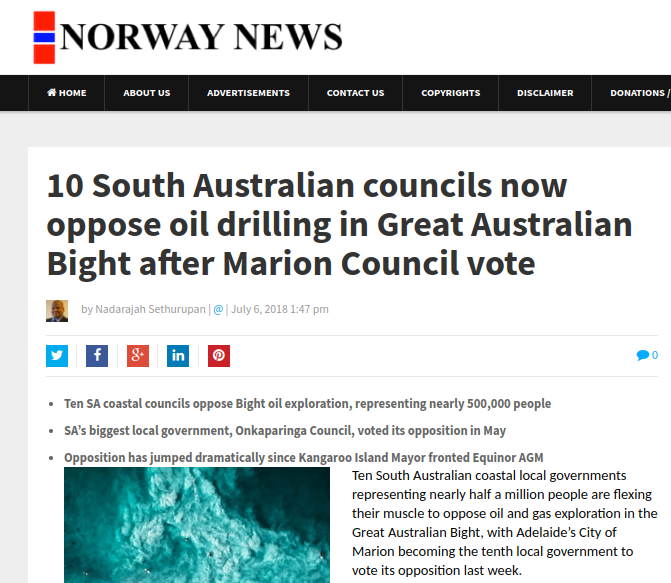 NORWAY NEWS
HOME ABOUT US ADVERTISEMENTS CONTACT US COPYRIGHTS DISCLAIMER DONATIONS /
10 South Australian councils now
oppose oil drilling in Great Australian
Bight after Marion Council vote
by Nadarajah Sethurupan | @ | July 6, 2018 1:47 pm
0
• Ten SA coastal councils oppose Bight oil exploration, representing nearly 500,000 people
• SA's biggest local government, Onkaparinga Council, voted its opposition in May
• Opposition has jumped dramatically since Kangaroo Island Mayor fronted Equinor AGM
Ten South Australian coastal local governments
representing nearly half a million people are flexing
their muscle to oppose oil and gas exploration in the
Great Australian Bight, with Adelaide's City of
Marion becoming the tenth local government to
vote its opposition last week.